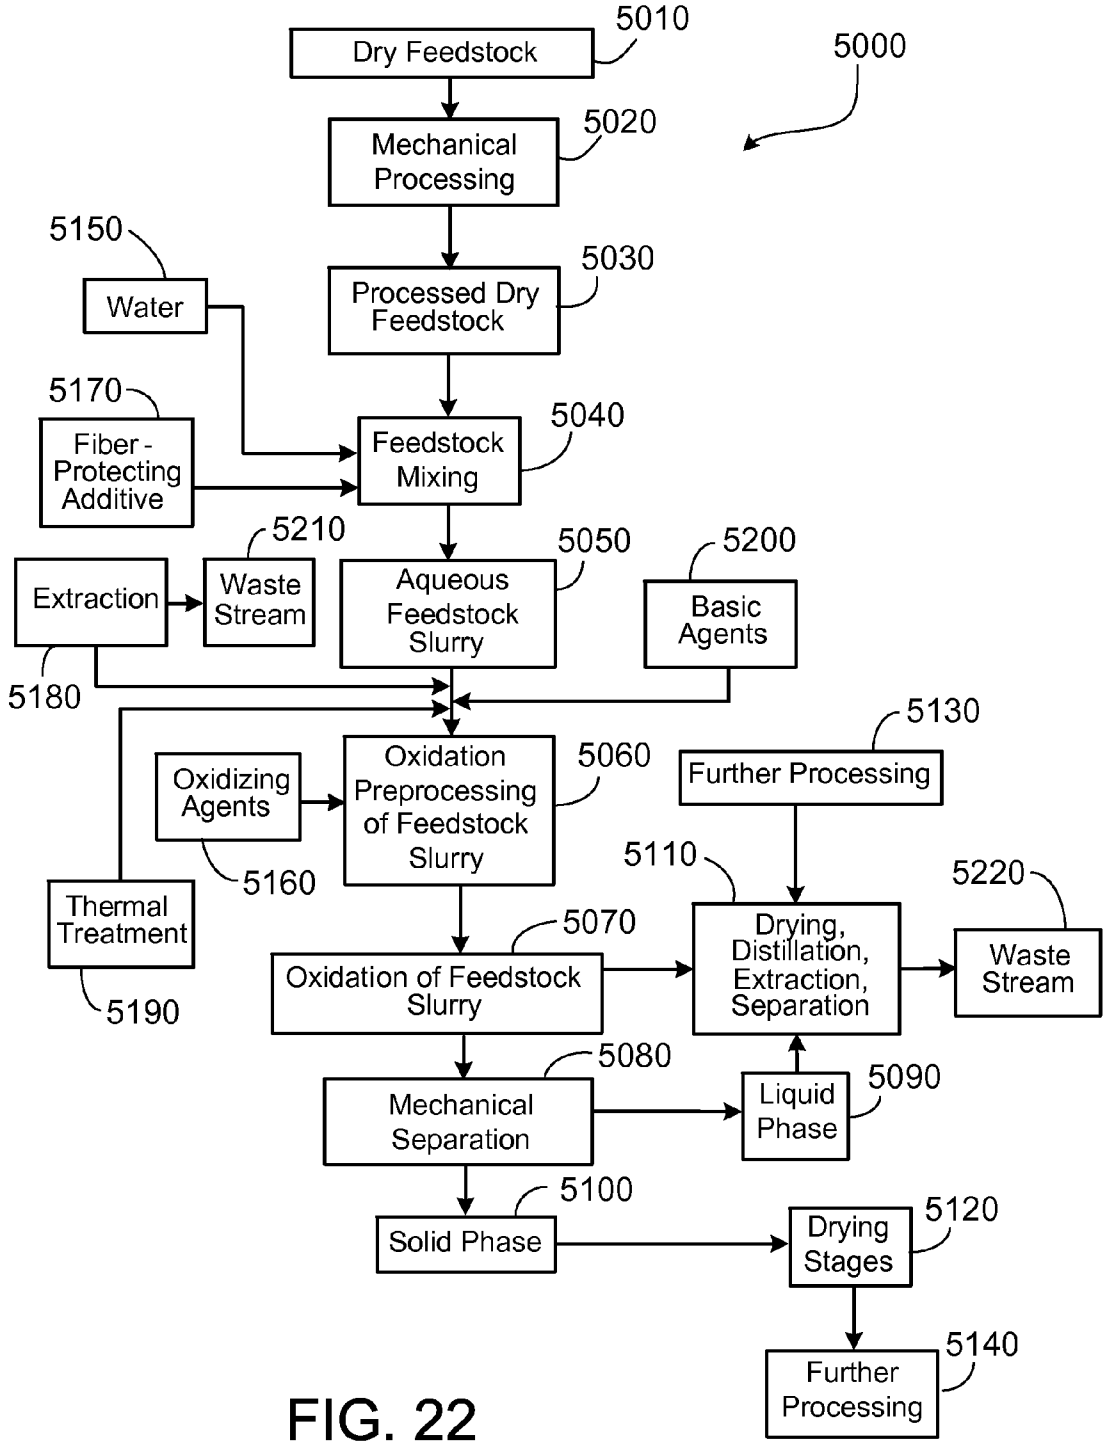 5010
Dry Feedstock
5000
5020
Mechanical
Processing
5150
5030
Water
Processed Dry
Feedstock
5170
5040
Fiber-
Protecting
Additive
Feedstock
Mixing
5210
5050
5200
Extraction
Waste
Stream
Aqueous
Feedstock
Slurry
Basic
Agents
5180
5130
5060
Oxidizing
Agents
Oxidation
Preprocessing
of Feedstock
Slurry
Further Processing
5160
5110
5220
Thermal
Treatment
5070
Drying,
Distillation,
Extraction,
Separation
Waste
Stream
5190
Oxidation of Feedstock
Slurry
5080
5090
Mechanical
Separation
Liquid
Phase
5100
5120
Solid Phase
Drying
Stages
5140
Further
Processing
FIG. 22